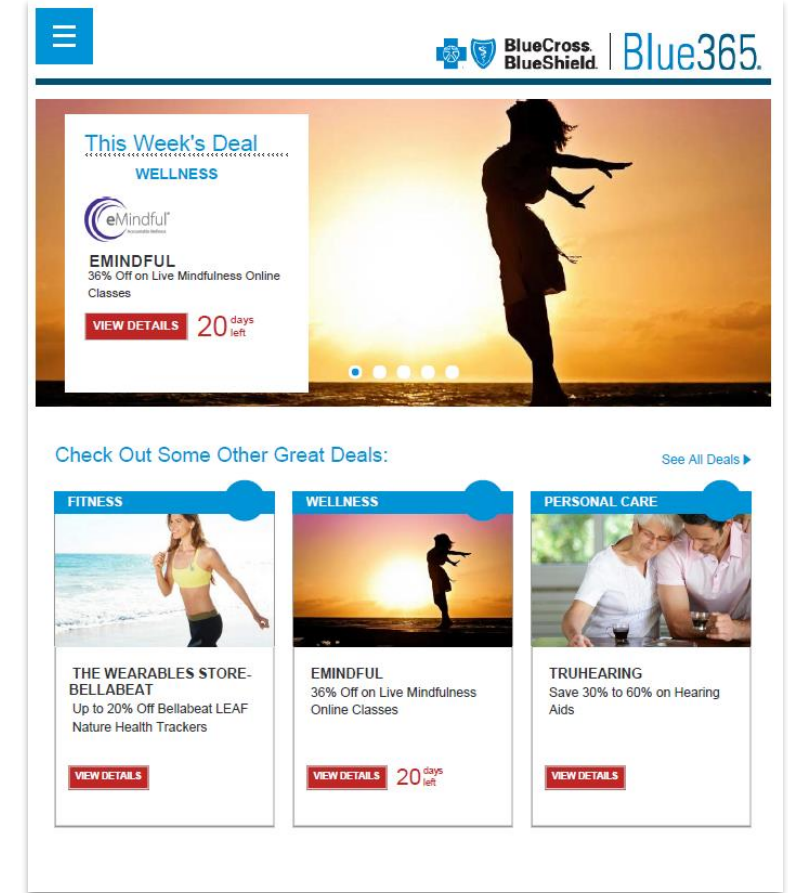 BlueCross.
BlueShield.
Blue365.
This Week's Deal
WELLNESS
eMindful
EMINDFUL
36% Off on Live Mindfulness Online
Classes
VIEW DETAILS
20 days left
Check Out Some Other Great Deals:
See All Deals
FITNESS
THE WEARABLES STORE-
BELLABEAT
Up to 20% Off Bellabeat LEAF
Nature Health Trackers
VIEW DETAILS
WELLNESS
EMINDFUL
36% Off on Live Mindfulness
Online Classes
VIEW DETAILS
20 days left
PERSONAL CARE
TRUHEARING
Save 30% to 60% on Hearing
Aids
VIEW DETAILS